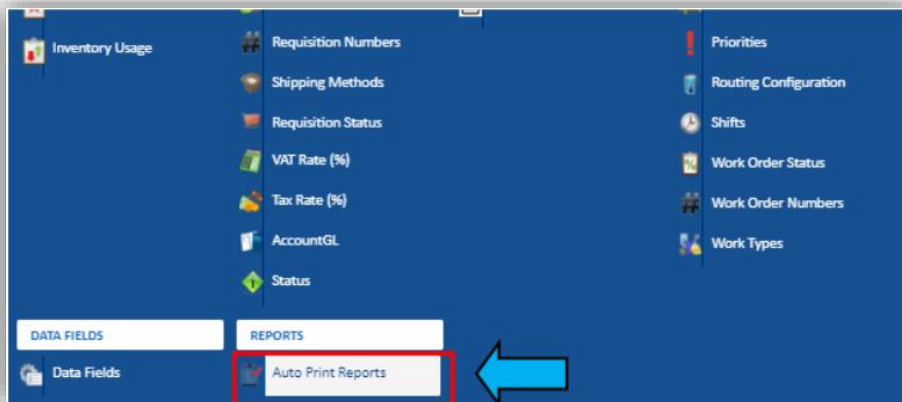 Inventory Usage
Requisition Numbers
Shipping Methods
Requisition Status
VAT Rate (%)
Tax Rate (%)
AccountGL
Status
Priorities
Routing Configuration
Shifts
Work Order Status
Work Order Numbers
Work Types
DATA FIELDS
Data Fields
REPORTS
Auto Print Reports